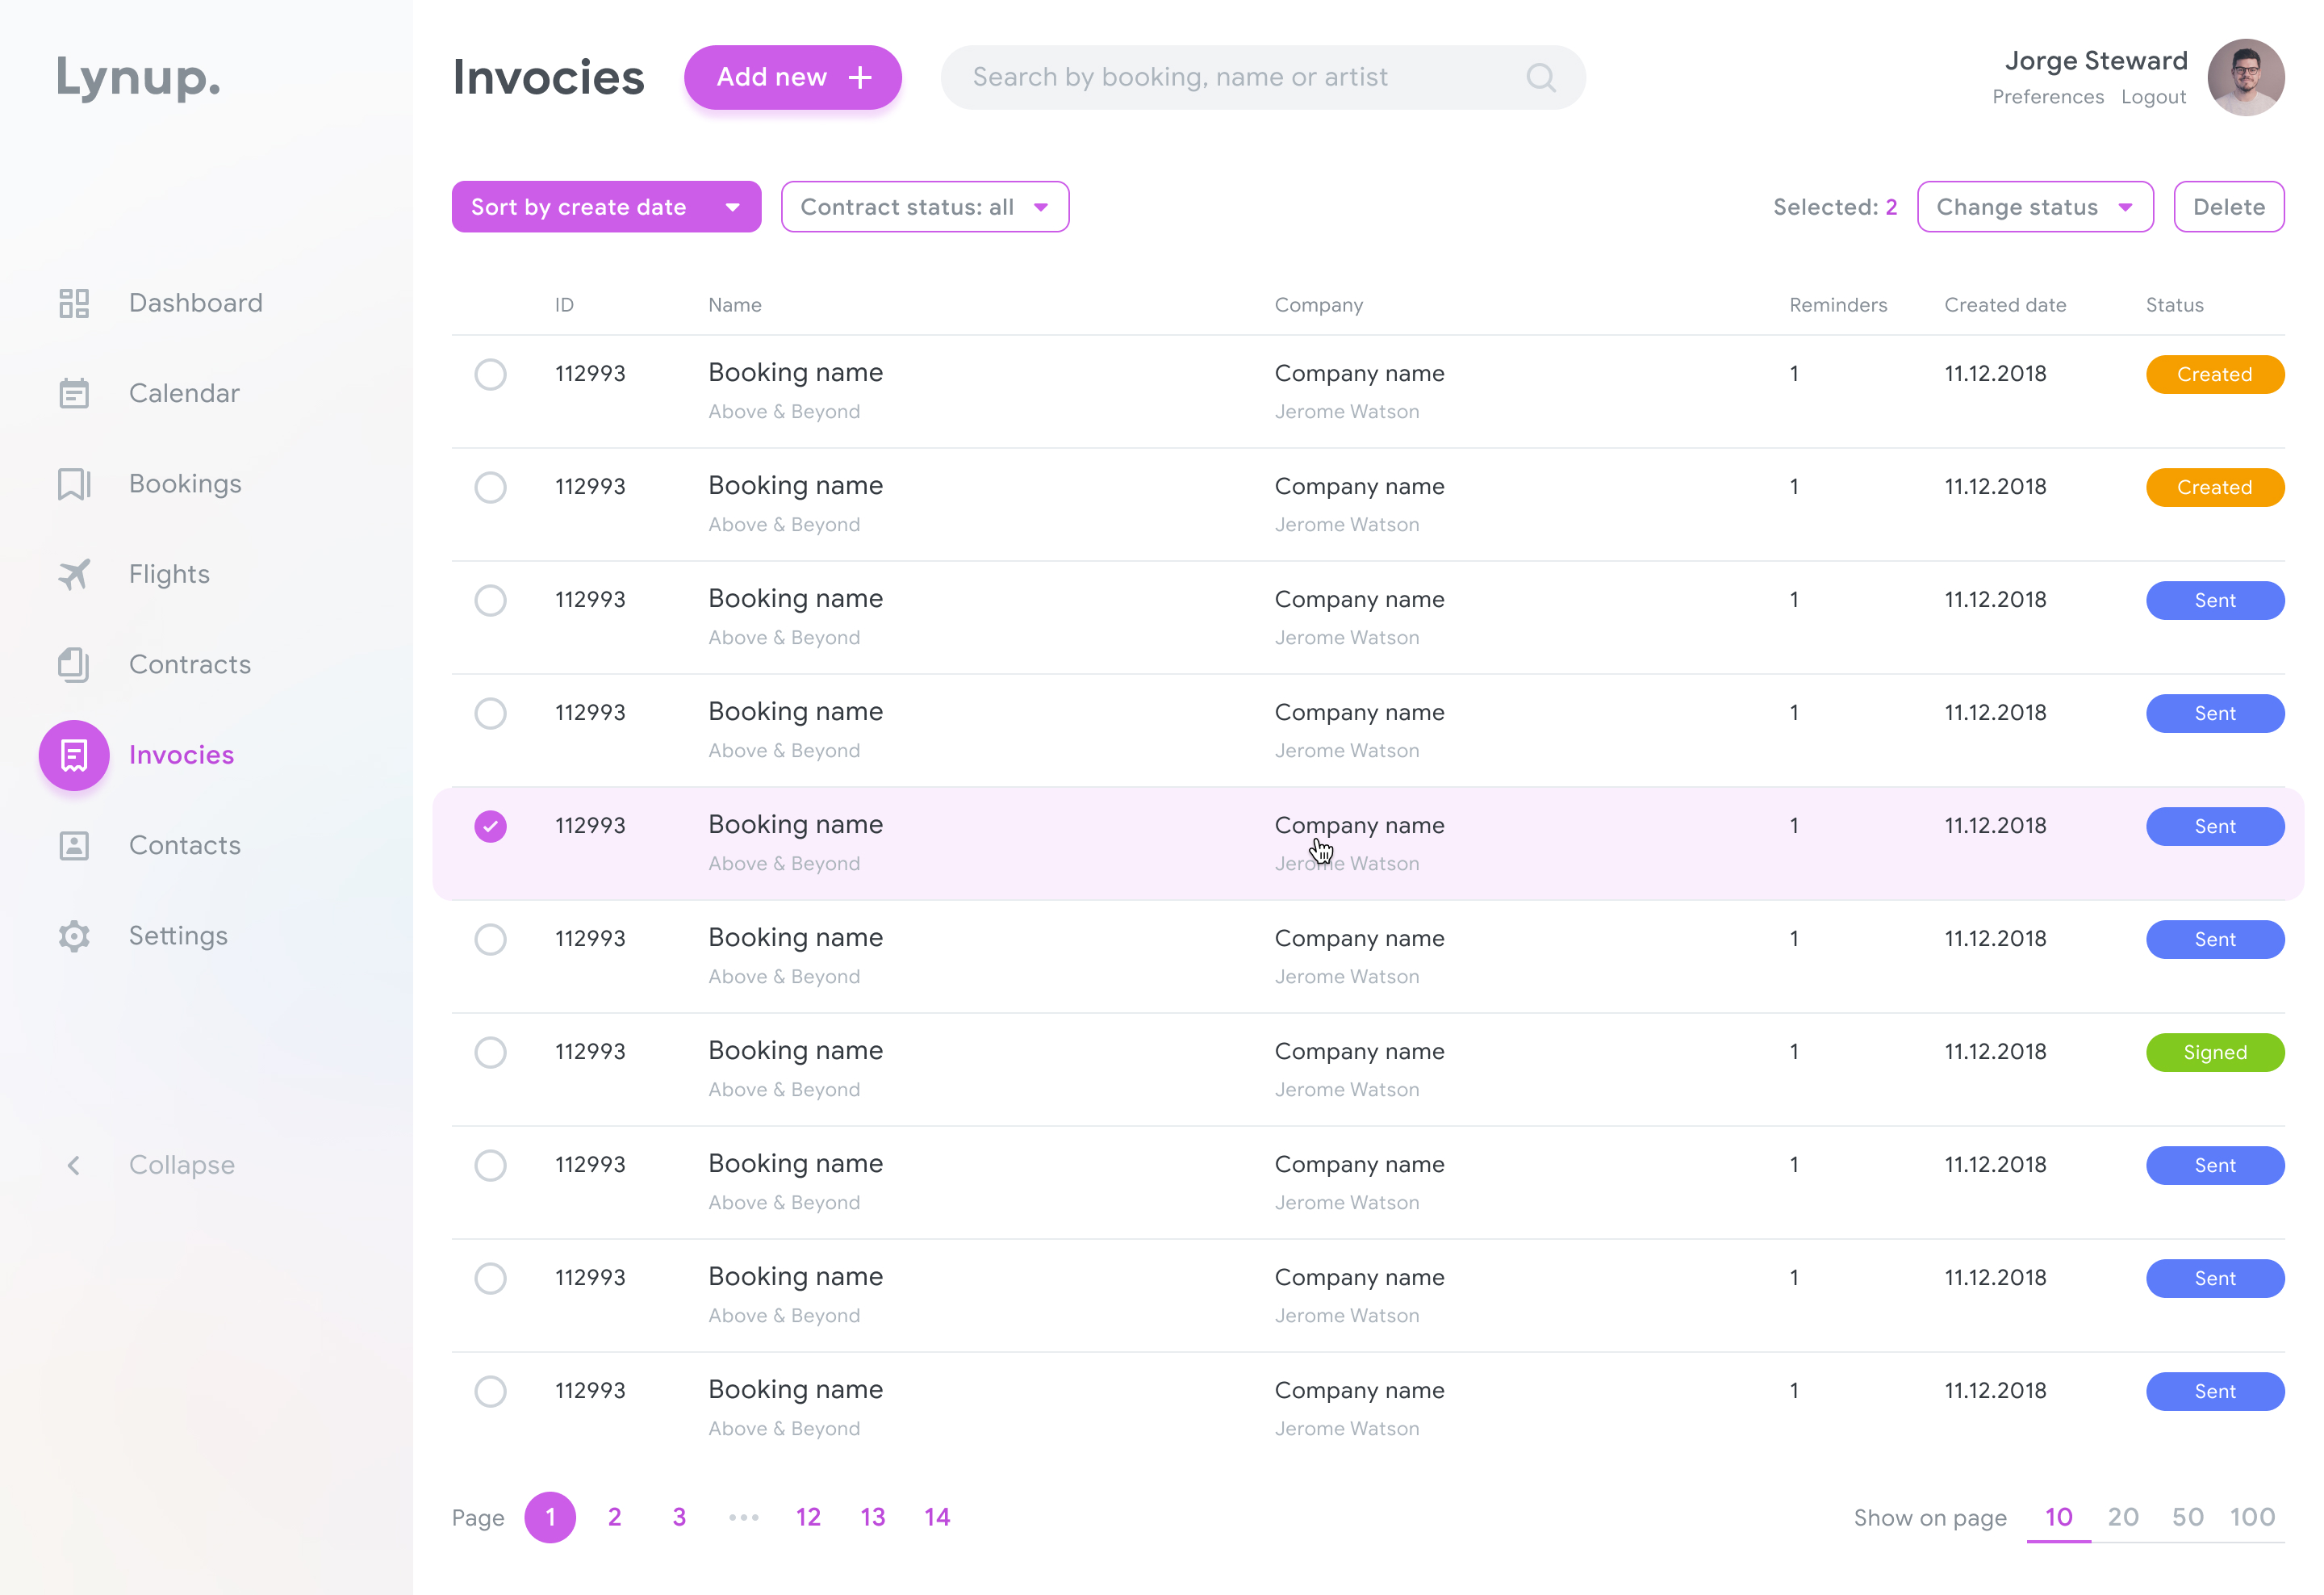 Lynup.
Invocies
Add new
Search by booking, name or artist
Jorge Steward
Preferences Logout
Sort by create date
Contract status: all
Selected: 2
Change status
Delete
Dashboard
Calendar
Bookings
Flights
Contracts
Invocies
Contacts
Settings
Collapse
ID Name Company Reminders Created date Status
112993 Booking name Company name 1 11.12.2018 Created
Above & Beyond Jerome Watson
112993 Booking name Company name 1 11.12.2018 Created
Above & Beyond Jerome Watson
112993 Booking name Company name 1 11.12.2018 Sent
Above & Beyond Jerome Watson
112993 Booking name Company name 1 11.12.2018 Sent
Above & Beyond Jerome Watson
112993 Booking name Company name 1 11.12.2018 Sent
Above & Beyond Jerome Watson
112993 Booking name Company name 1 11.12.2018 Sent
Above & Beyond Jerome Watson
112993 Booking name Company name 1 11.12.2018 Signed
Above & Beyond Jerome Watson
112993 Booking name Company name 1 11.12.2018 Sent
Above & Beyond Jerome Watson
112993 Booking name Company name 1 11.12.2018 Sent
Above & Beyond Jerome Watson
112993 Booking name Company name 1 11.12.2018 Sent
Above & Beyond Jerome Watson
Page 1 2 3 ••• 12 13 14
Show on page 10 20 50 100